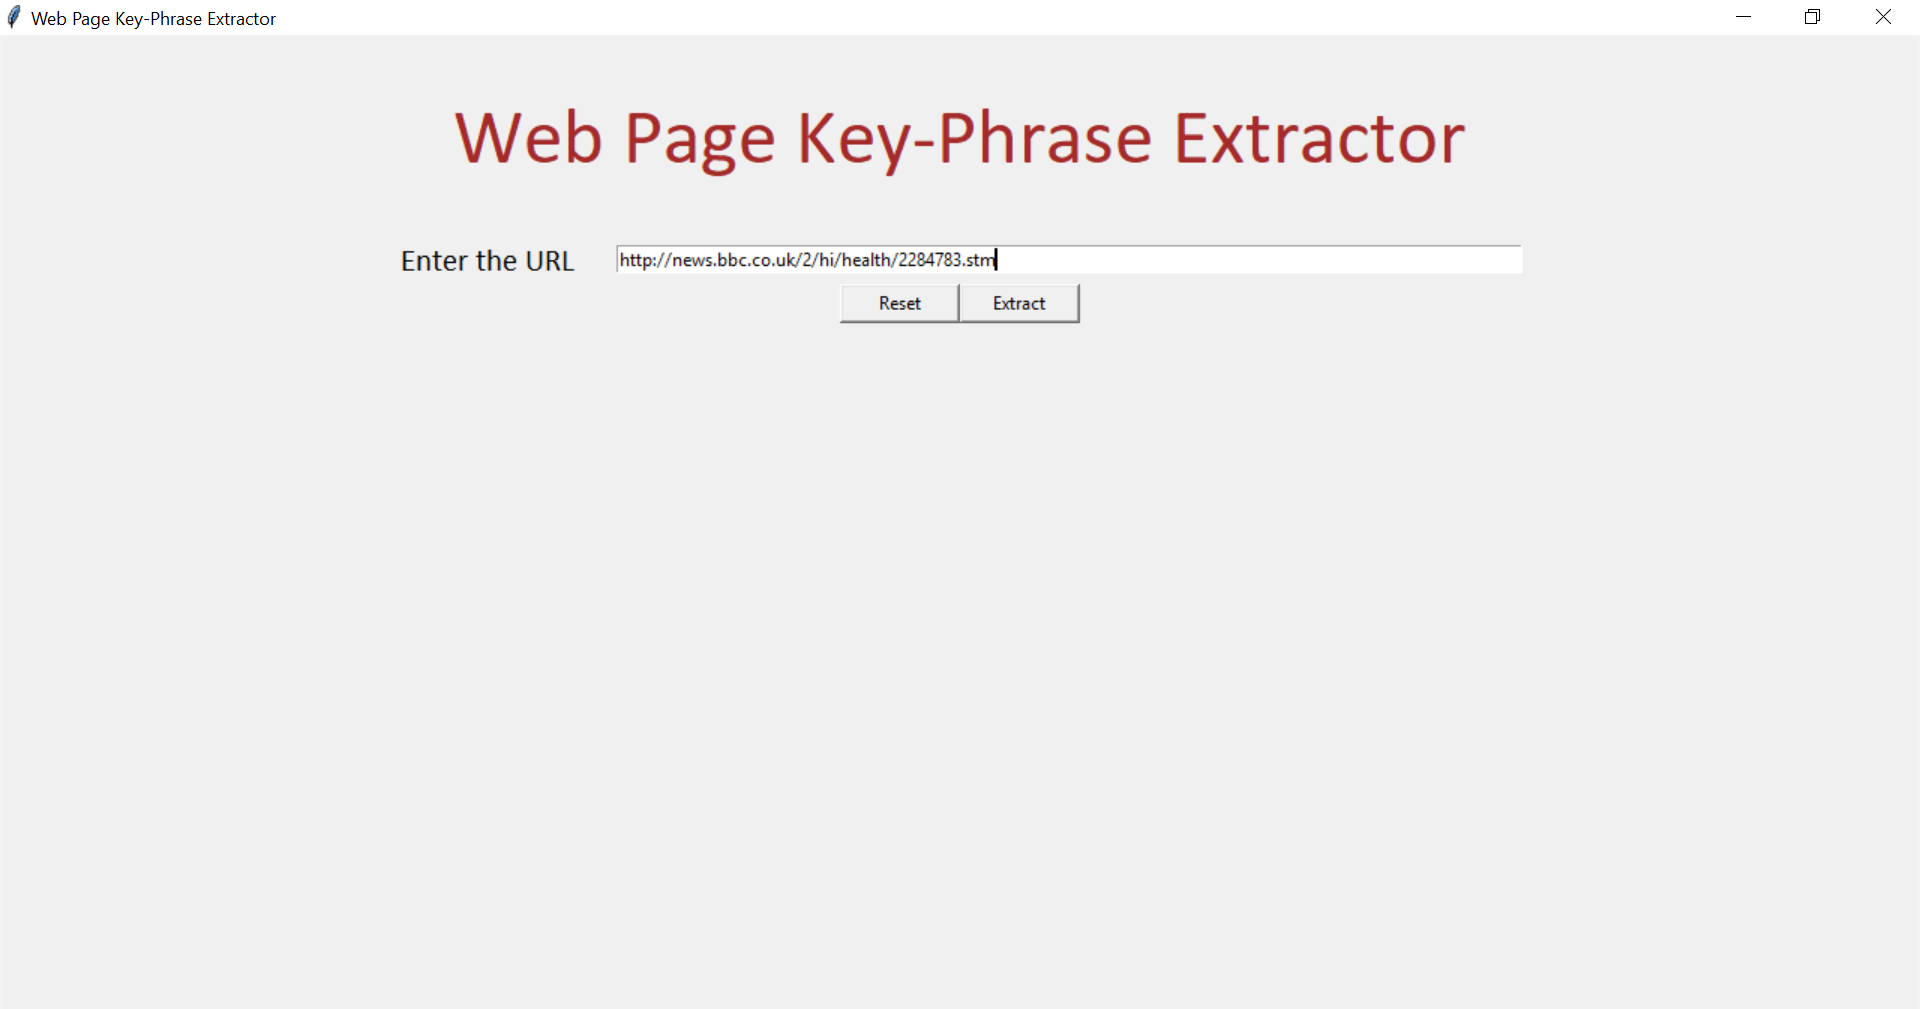 Web Page Key-Phrase Extractor
Web Page Key-Phrase Extractor
Enter the URL http://news.bbc.co.uk/2/hi/health/2284783.stm
Reset Extract